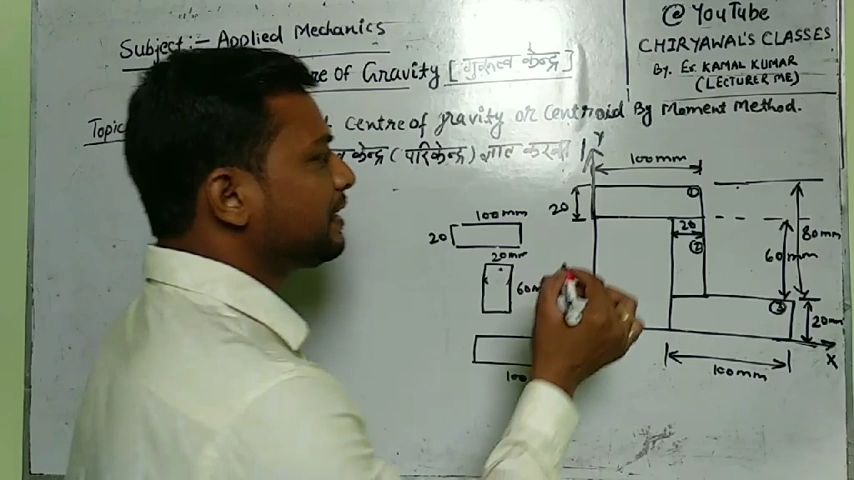 Subject:- Applied Mechanics
@ YouTube
CHIRYAWAL'S CLASSES
By. Er. KAMAL KUMAR
(LECTURER ME)
re of Gravity [गुरुत्व केन्द्र]
Topic
centre of gravity or centroid By Moment Method.
केन्द्र (परिकेन्द्र) ज्ञात करना
Y
100mm
20
①
100mm
20
20
②
80mm
60mm
20mm
60m
③
20mm
X
100mm
100